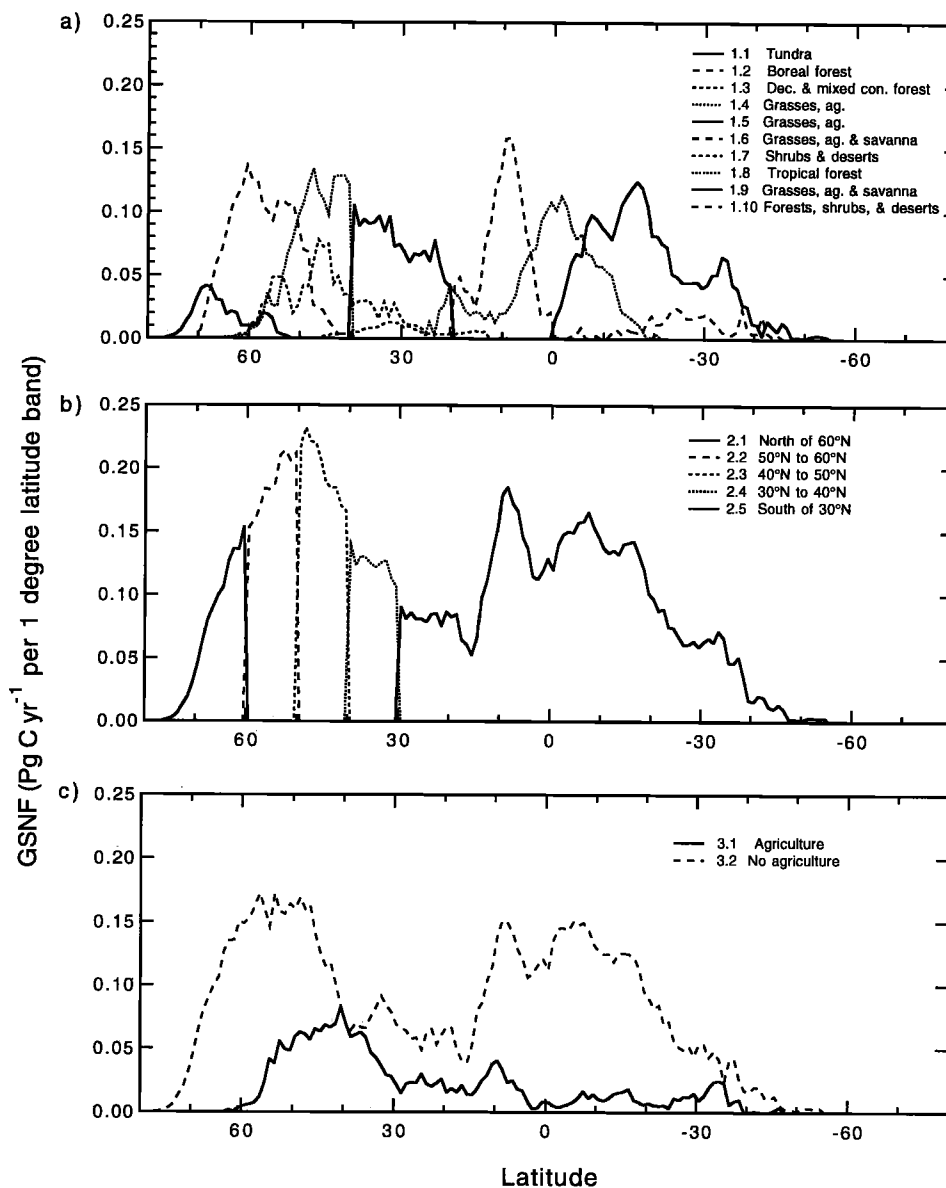 a)
0.25
0.20
0.15
0.10
0.05
0.00
1.1 Tundra
1.2 Boreal forest
1.3 Dec. & mixed con. forest
1.4 Grasses, ag.
1.5 Grasses, ag.
1.6 Grasses, ag. & savanna
1.7 Shrubs & deserts
1.8 Tropical forest
1.9 Grasses, ag. & savanna
1.10 Forests, shrubs, & deserts
60 30 0 -30 -60
GSNF (Pg C yr⁻¹ per 1 degree latitude band)
b)
0.25
0.20
0.15
0.10
0.05
0.00
2.1 North of 60°N
2.2 50°N to 60°N
2.3 40°N to 50°N
2.4 30°N to 40°N
2.5 South of 30°N
60 30 0 -30 -60
c)
0.25
0.20
0.15
0.10
0.05
0.00
3.1 Agriculture
3.2 No agriculture
60 30 0 -30 -60
Latitude